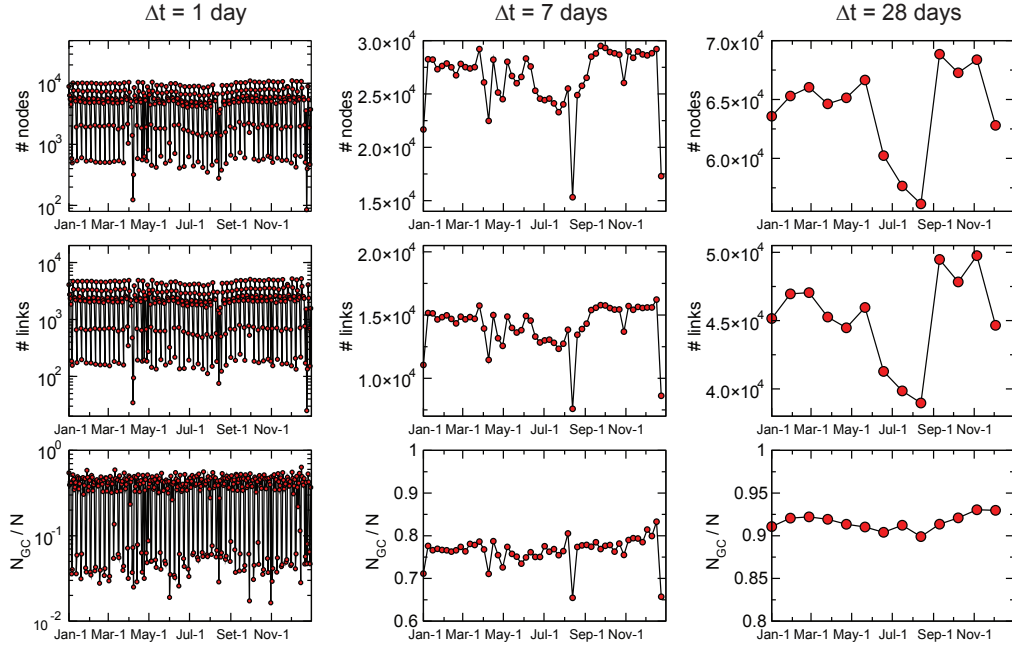 Δt = 1 day
Δt = 7 days
Δt = 28 days
# nodes
10^4
10^3
10^2
Jan-1 Mar-1 May-1 Jul-1 Set-1 Nov-1
# nodes
3.0×10^4
2.5×10^4
2.0×10^4
1.5×10^4
Jan-1 Mar-1 May-1 Jul-1 Sep-1 Nov-1
# nodes
7.0×10^4
6.5×10^4
6.0×10^4
Jan-1 Mar-1 May-1 Jul-1 Sep-1 Nov-1
# links
10^4
10^3
10^2
Jan-1 Mar-1 May-1 Jul-1 Set-1 Nov-1
# links
2.0×10^4
1.5×10^4
1.0×10^4
Jan-1 Mar-1 May-1 Jul-1 Sep-1 Nov-1
# links
5.0×10^4
4.5×10^4
4.0×10^4
Jan-1 Mar-1 May-1 Jul-1 Sep-1 Nov-1
N_GC / N
10^0
10^-1
10^-2
Jan-1 Mar-1 May-1 Jul-1 Set-1 Nov-1
N_GC / N
1
0.9
0.8
0.7
0.6
Jan-1 Mar-1 May-1 Jul-1 Sep-1 Nov-1
N_GC / N
1
0.95
0.9
0.85
0.8
Jan-1 Mar-1 May-1 Jul-1 Sep-1 Nov-1